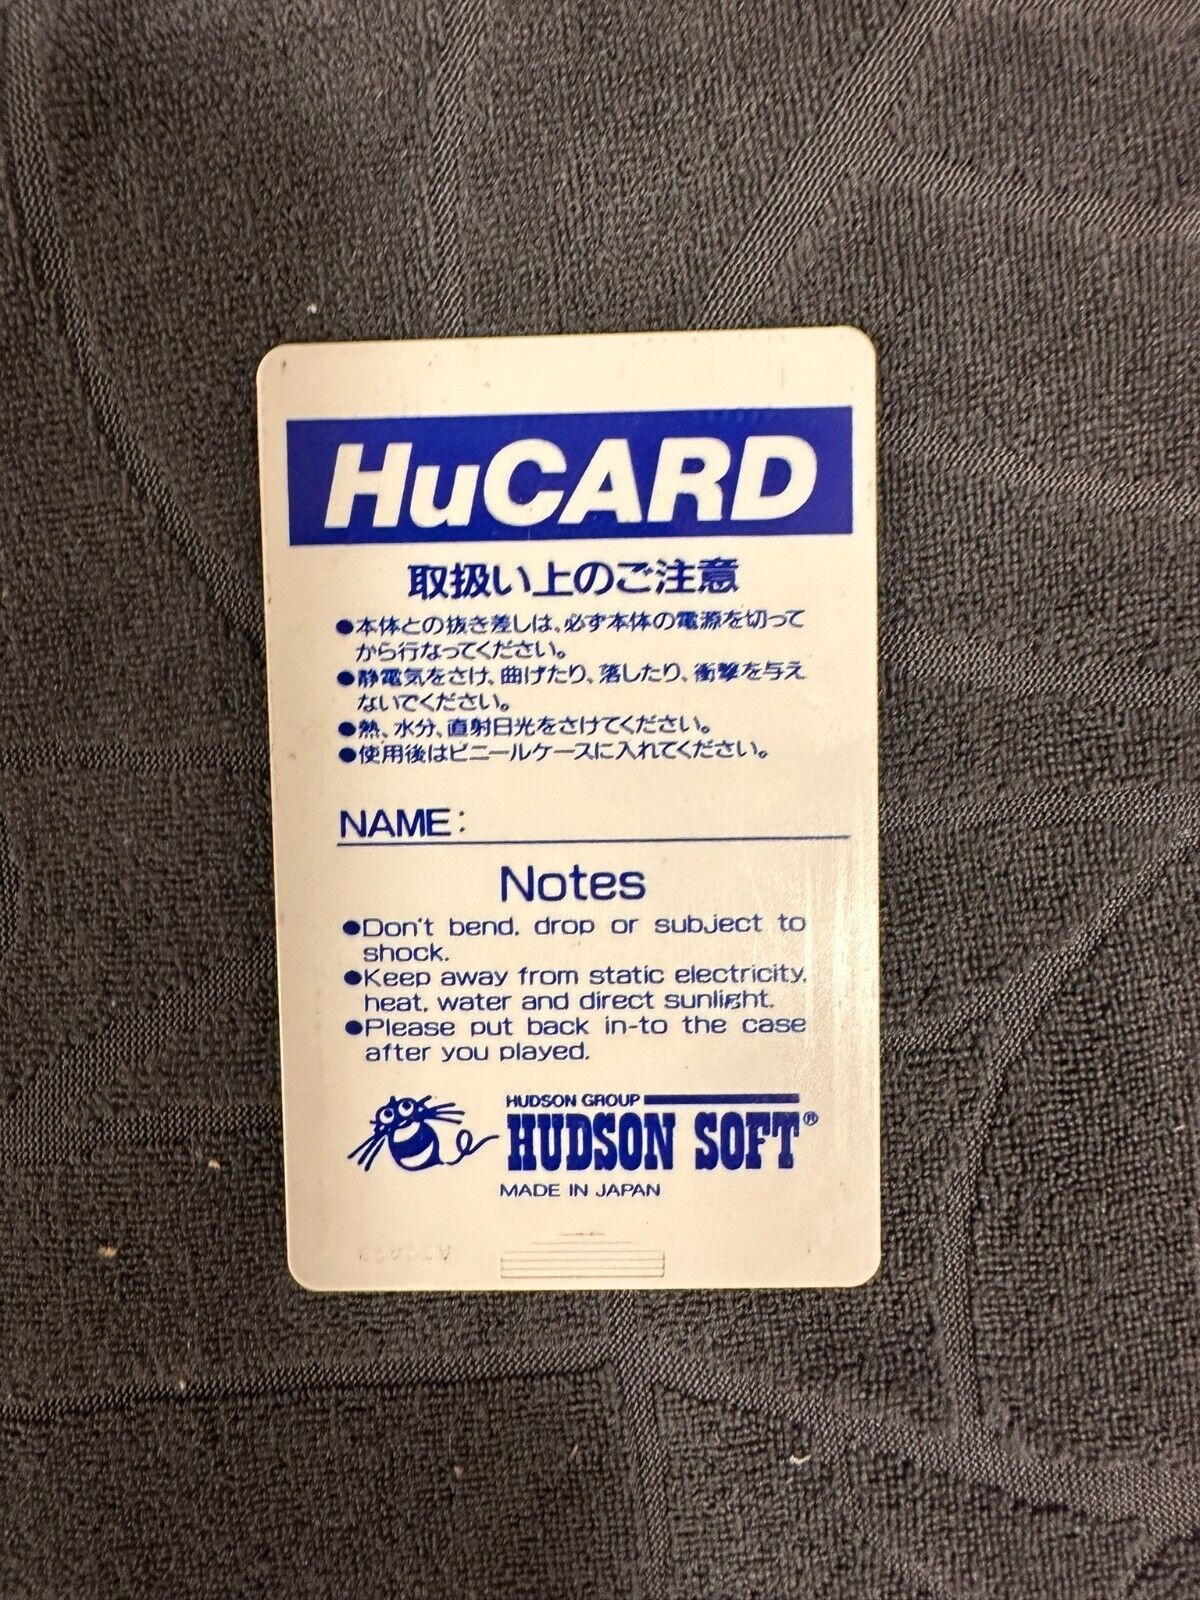 HuCARD
取扱い上のご注意
●本体との抜き差しは、必ず本体の電源を切って
から行なってください。
●静電気をさけ、曲げたり、落したり、衝撃を与え
ないでください。
●熱、水分、直射日光をさけてください。
●使用後はビニールケースに入れてください。
NAME:
Notes
●Don't bend, drop or subject to
shock.
●Keep away from static electricity,
heat, water and direct sunlight.
●Please put back in-to the case
after you played.
HUDSON GROUP
HUDSON SOFT®
MADE IN JAPAN